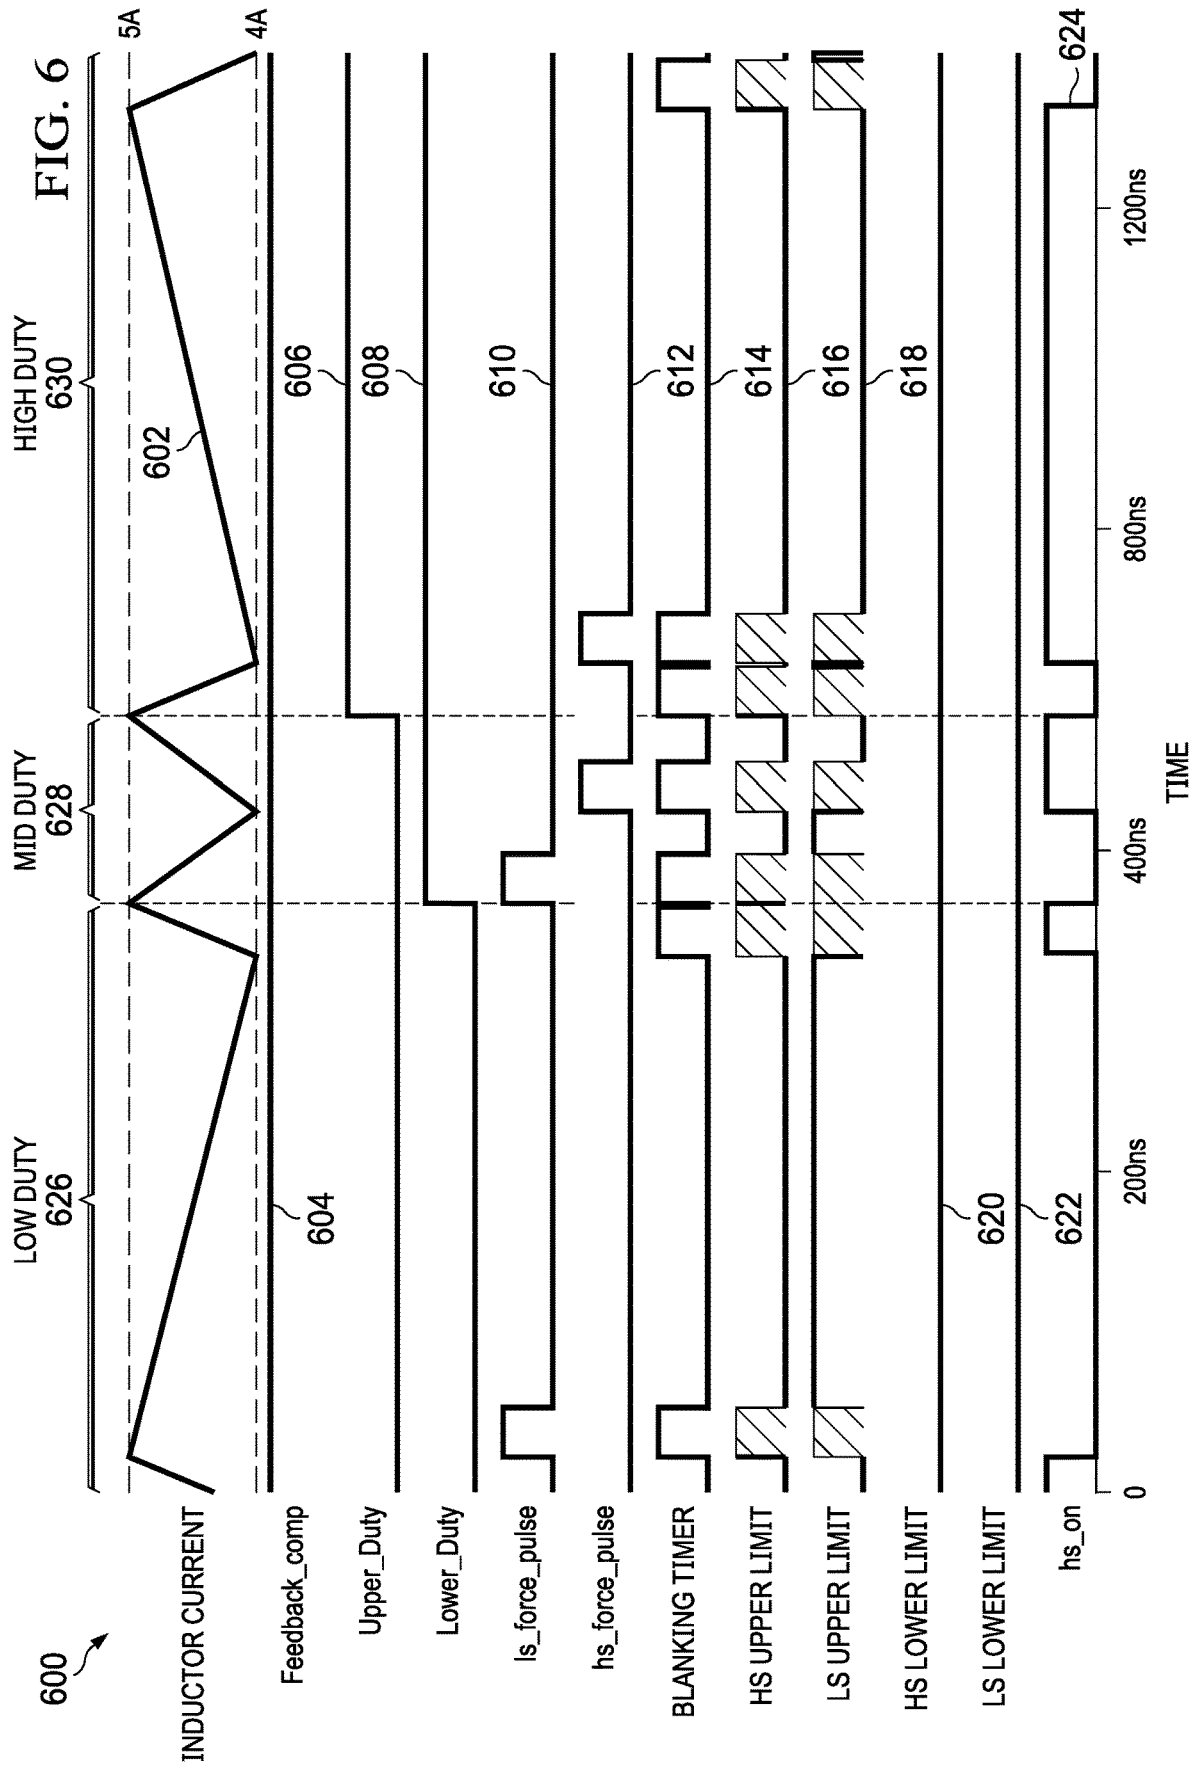 FIG. 6
600
LOW DUTY
626
MID DUTY
628
HIGH DUTY
630
5A
4A
INDUCTOR CURRENT
602
Feedback_comp
604
Upper_Duty
606
Lower_Duty
608
ls_force_pulse
610
hs_force_pulse
612
BLANKING TIMER
614
HS UPPER LIMIT
616
LS UPPER LIMIT
618
HS LOWER LIMIT
620
LS LOWER LIMIT
622
hs_on
624
0
200ns
400ns
800ns
1200ns
TIME